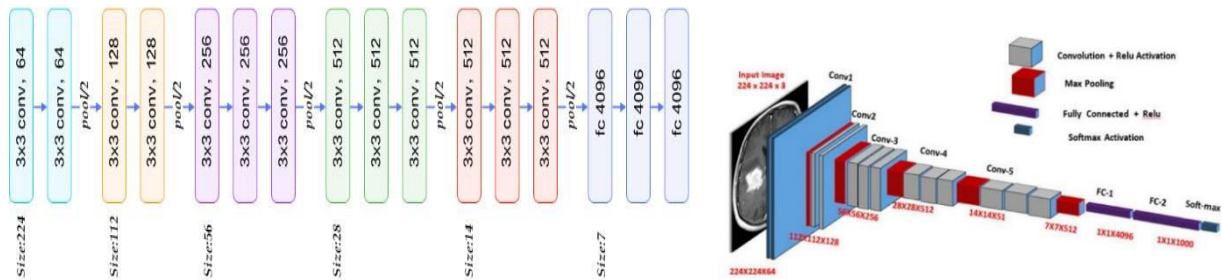 3x3 conv, 64
3x3 conv, 64
pool/2
3x3 conv, 128
3x3 conv, 128
pool/2
3x3 conv, 256
3x3 conv, 256
3x3 conv, 256
pool/2
3x3 conv, 512
3x3 conv, 512
3x3 conv, 512
pool/2
3x3 conv, 512
3x3 conv, 512
3x3 conv, 512
pool/2
fc 4096
fc 4096
fc 4096
Size:224
Size:112
Size:56
Size:28
Size:14
Size:7
Convolution + Relu Activation
Max Pooling
Fully Connected + Relu
Softmax Activation
Input Image
224 x 224 x 3
Conv1
Conv2
Conv-3
Conv-4
Conv-5
FC-1
FC-2
Soft-max
224X224X64
112X112X128
56X56X256
28X28X512
14X14X51
7X7X512
1X1X4096
1X1X1000